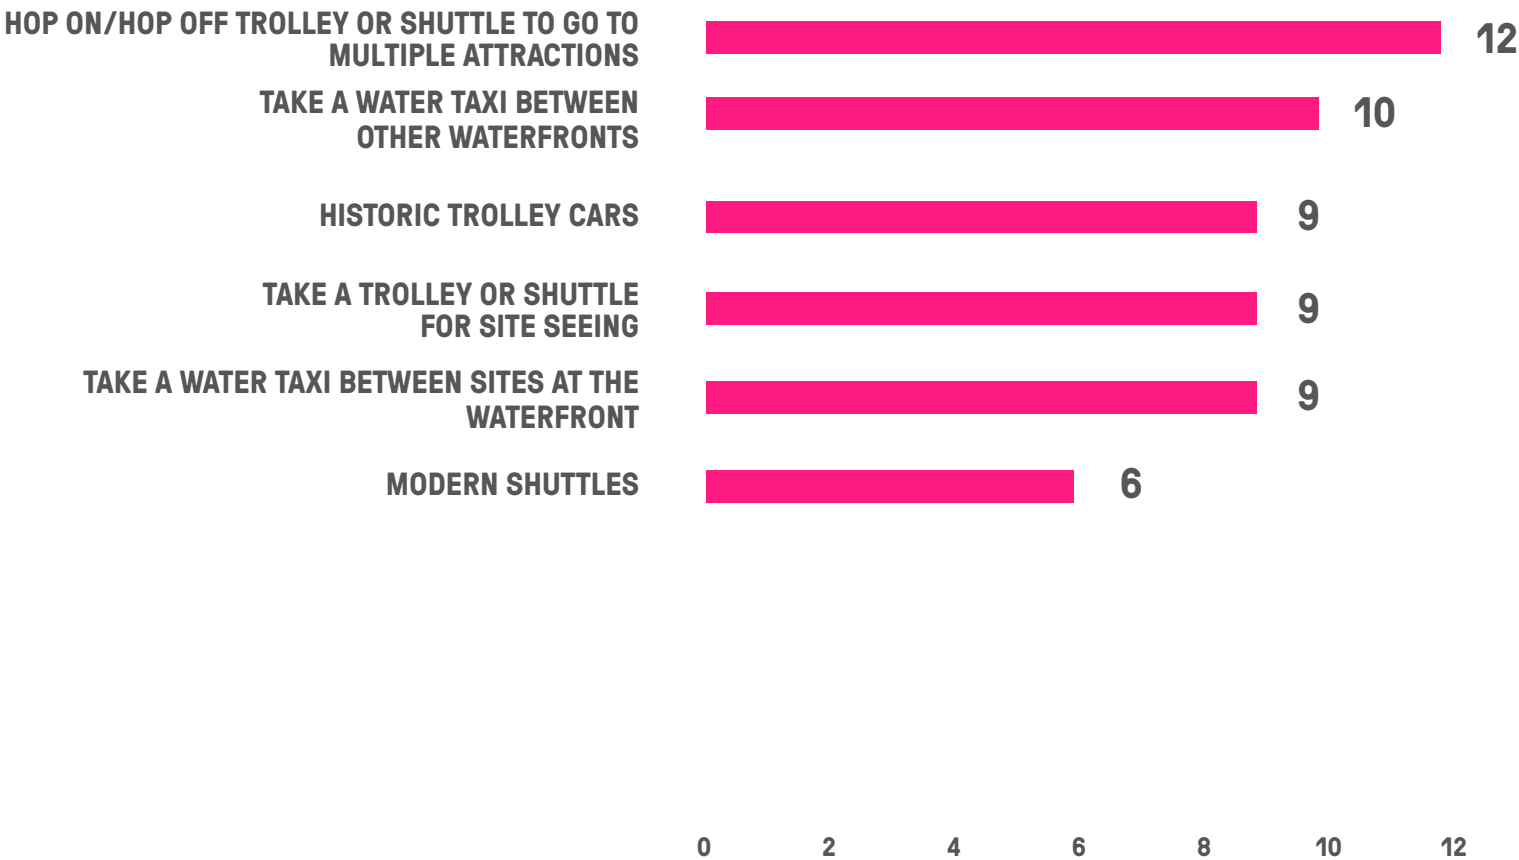 HOP ON/HOP OFF TROLLEY OR SHUTTLE TO GO TO
MULTIPLE ATTRACTIONS
12
TAKE A WATER TAXI BETWEEN
OTHER WATERFRONTS
10
HISTORIC TROLLEY CARS
9
TAKE A TROLLEY OR SHUTTLE
FOR SITE SEEING
9
TAKE A WATER TAXI BETWEEN SITES AT THE
WATERFRONT
9
MODERN SHUTTLES
6
0 2 4 6 8 10 12